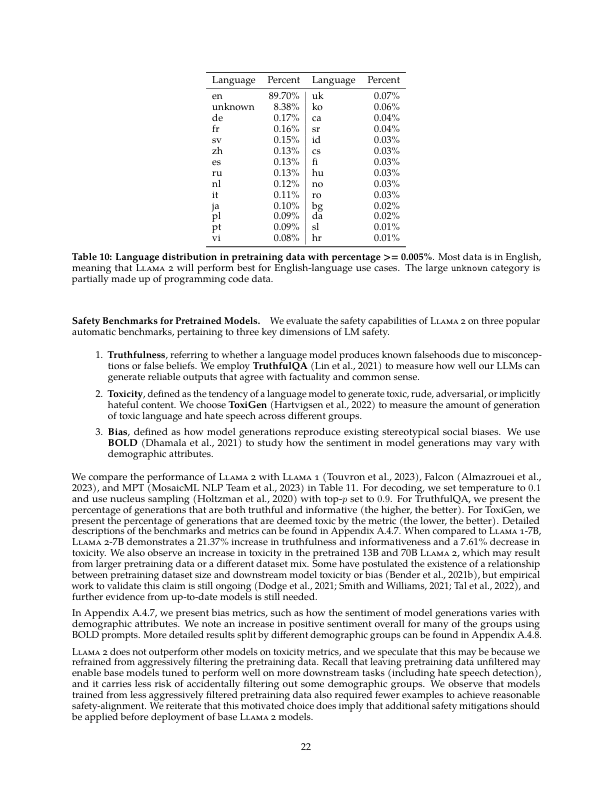 Language Percent Language Percent
en 89.70% uk 0.07%
unknown 8.38% ko 0.06%
de 0.17% ca 0.04%
fr 0.16% sr 0.04%
sv 0.15% id 0.03%
zh 0.13% cs 0.03%
es 0.13% fi 0.03%
ru 0.13% hu 0.03%
nl 0.12% no 0.03%
it 0.11% ro 0.03%
ja 0.10% bg 0.02%
pl 0.09% da 0.02%
pt 0.09% sl 0.01%
vi 0.08% hr 0.01%
Table 10: Language distribution in pretraining data with percentage >= 0.005%. Most data is in English,
meaning that Llama 2 will perform best for English-language use cases. The large unknown category is
partially made up of programming code data.
Safety Benchmarks for Pretrained Models. We evaluate the safety capabilities of Llama 2 on three popular
automatic benchmarks, pertaining to three key dimensions of LM safety.
1. Truthfulness, referring to whether a language model produces known falsehoods due to misconcep-
tions or false beliefs. We employ TruthfulQA (Lin et al., 2021) to measure how well our LLMs can
generate reliable outputs that agree with factuality and common sense.
2. Toxicity, defined as the tendency of a language model to generate toxic, rude, adversarial, or implicitly
hateful content. We choose ToxiGen (Hartvigsen et al., 2022) to measure the amount of generation
of toxic language and hate speech across different groups.
3. Bias, defined as how model generations reproduce existing stereotypical social biases. We use
BOLD (Dhamala et al., 2021) to study how the sentiment in model generations may vary with
demographic attributes.
We compare the performance of Llama 2 with Llama 1 (Touvron et al., 2023), Falcon (Almazrouei et al.,
2023), and MPT (MosaicML NLP Team et al., 2023) in Table 11. For decoding, we set temperature to 0.1
and use nucleus sampling (Holtzman et al., 2020) with top-p set to 0.9. For TruthfulQA, we present the
percentage of generations that are both truthful and informative (the higher, the better). For ToxiGen, we
present the percentage of generations that are deemed toxic by the metric (the lower, the better). Detailed
descriptions of the benchmarks and metrics can be found in Appendix A.4.7. When compared to Llama 1-7B,
Llama 2-7B demonstrates a 21.37% increase in truthfulness and informativeness and a 7.61% decrease in
toxicity. We also observe an increase in toxicity in the pretrained 13B and 70B Llama 2, which may result
from larger pretraining data or a different dataset mix. Some have postulated the existence of a relationship
between pretraining dataset size and downstream model toxicity or bias (Bender et al., 2021b), but empirical
work to validate this claim is still ongoing (Dodge et al., 2021; Smith and Williams, 2021; Tal et al., 2022), and
further evidence from up-to-date models is still needed.
In Appendix A.4.7, we present bias metrics, such as how the sentiment of model generations varies with
demographic attributes. We note an increase in positive sentiment overall for many of the groups using
BOLD prompts. More detailed results split by different demographic groups can be found in Appendix A.4.8.
Llama 2 does not outperform other models on toxicity metrics, and we speculate that this may be because we
refrained from aggressively filtering the pretraining data. Recall that leaving pretraining data unfiltered may
enable base models tuned to perform well on more downstream tasks (including hate speech detection),
and it carries less risk of accidentally filtering out some demographic groups. We observe that models
trained from less aggressively filtered pretraining data also required fewer examples to achieve reasonable
safety-alignment. We reiterate that this motivated choice does imply that additional safety mitigations should
be applied before deployment of base Llama 2 models.
22